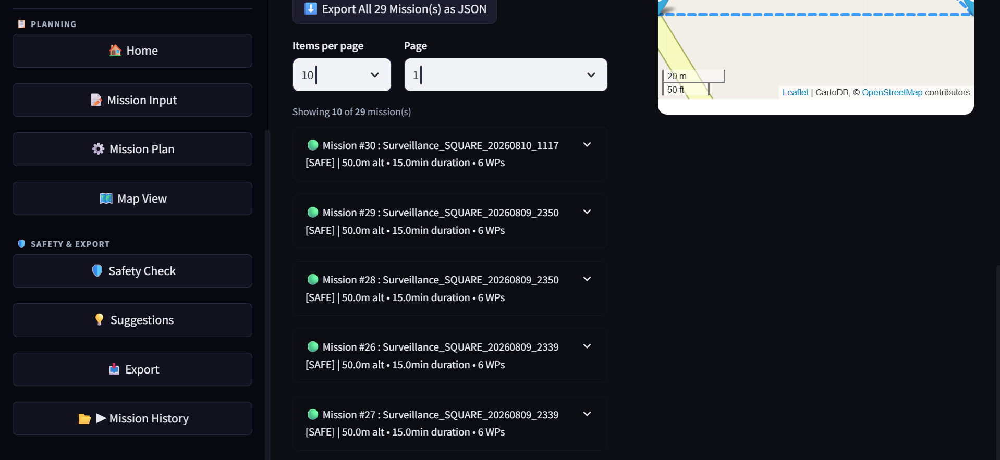 PLANNING
Home
Mission Input
Mission Plan
Map View
SAFETY & EXPORT
Safety Check
Suggestions
Export
Mission History
Export All 29 Mission(s) as JSON
Items per page
Page
10
1
Showing 10 of 29 mission(s)
Mission #30 : Surveillance_SQUARE_20260810_1117
[SAFE] | 50.0m alt • 15.0min duration • 6 WPs
Mission #29 : Surveillance_SQUARE_20260809_2350
[SAFE] | 50.0m alt • 15.0min duration • 6 WPs
Mission #28 : Surveillance_SQUARE_20260809_2350
[SAFE] | 50.0m alt • 15.0min duration • 6 WPs
Mission #26 : Surveillance_SQUARE_20260809_2339
[SAFE] | 50.0m alt • 15.0min duration • 6 WPs
Mission #27 : Surveillance_SQUARE_20260809_2339
[SAFE] | 50.0m alt • 15.0min duration • 6 WPs
20 m
50 ft
Leaflet | CartoDB, © OpenStreetMap contributors